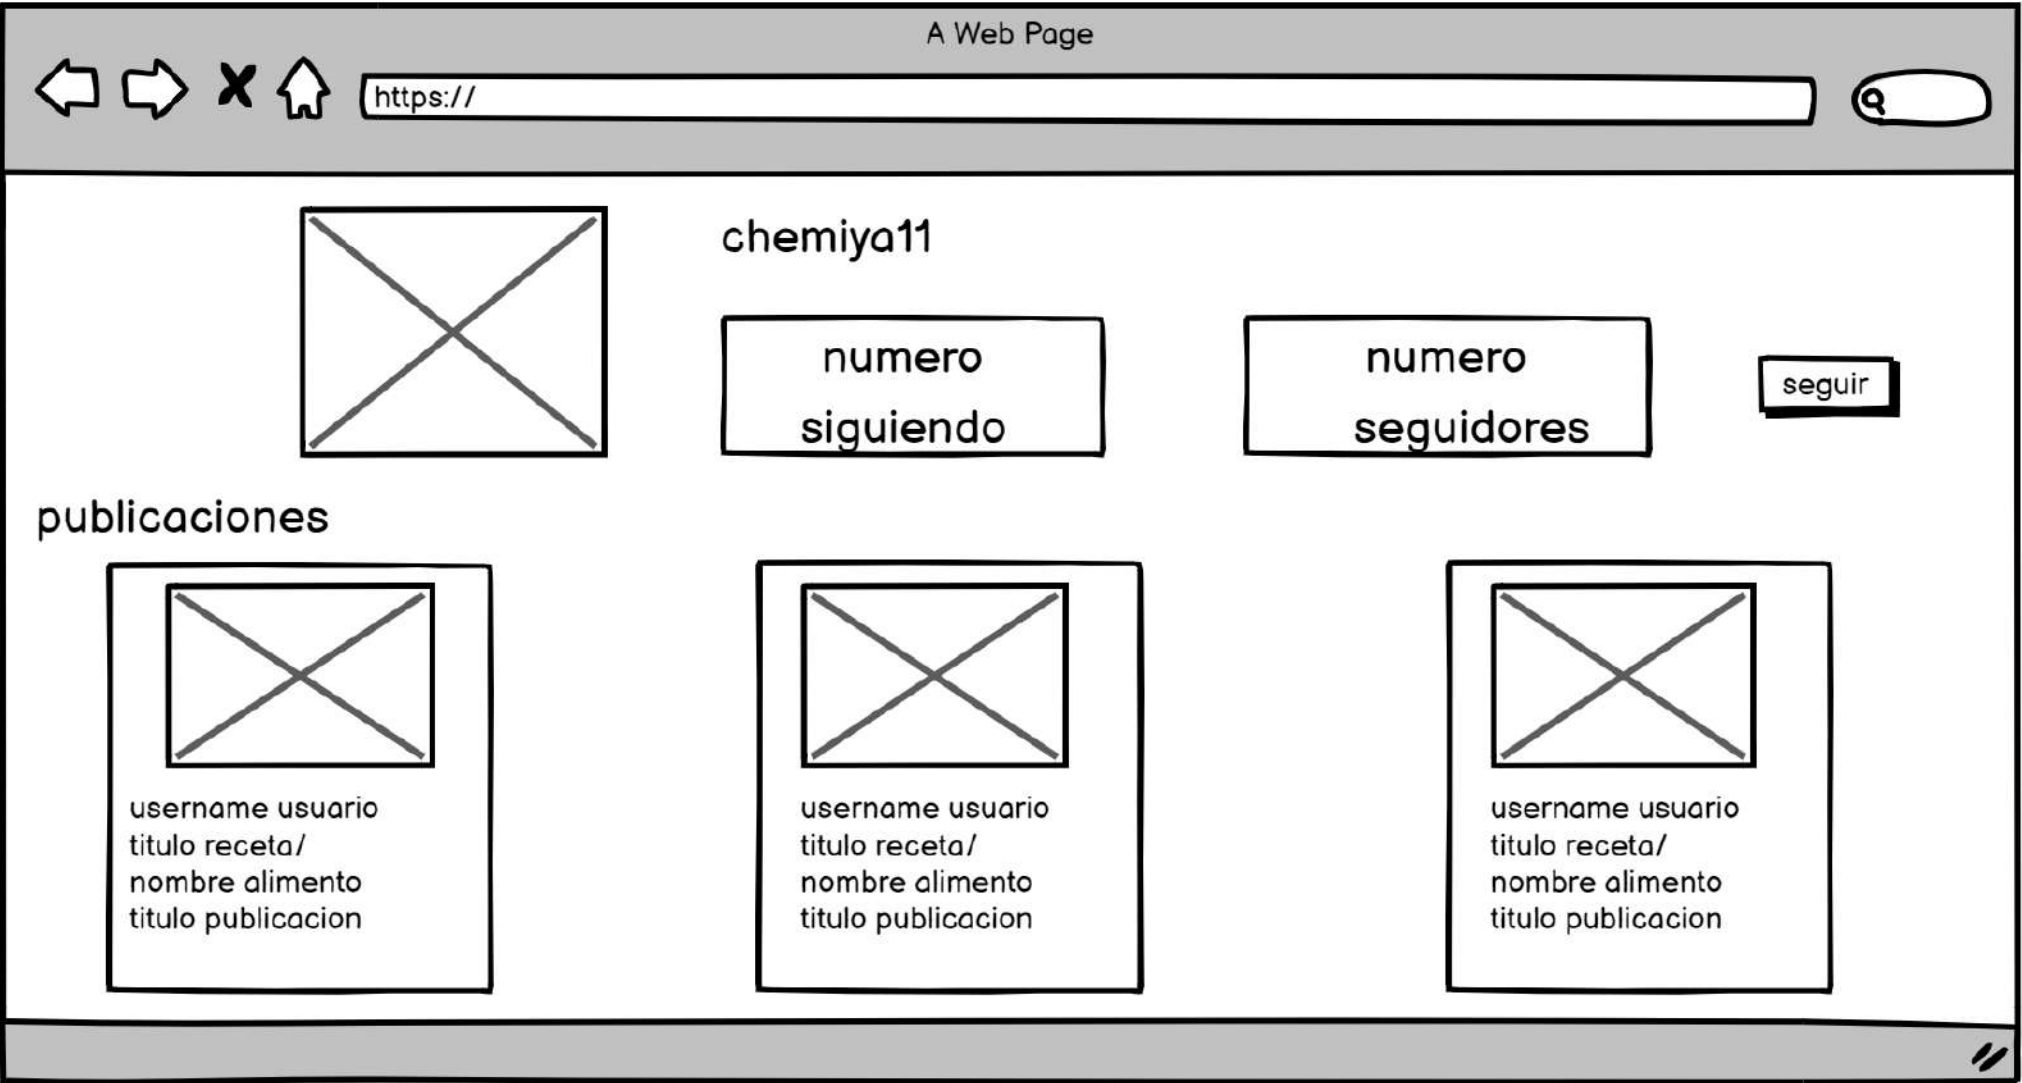 A Web Page
https://
chemiya11
numero
siguiendo
numero
seguidores
seguir
publicaciones
username usuario
titulo receta/
nombre alimento
titulo publicacion
username usuario
titulo receta/
nombre alimento
titulo publicacion
username usuario
titulo receta/
nombre alimento
titulo publicacion